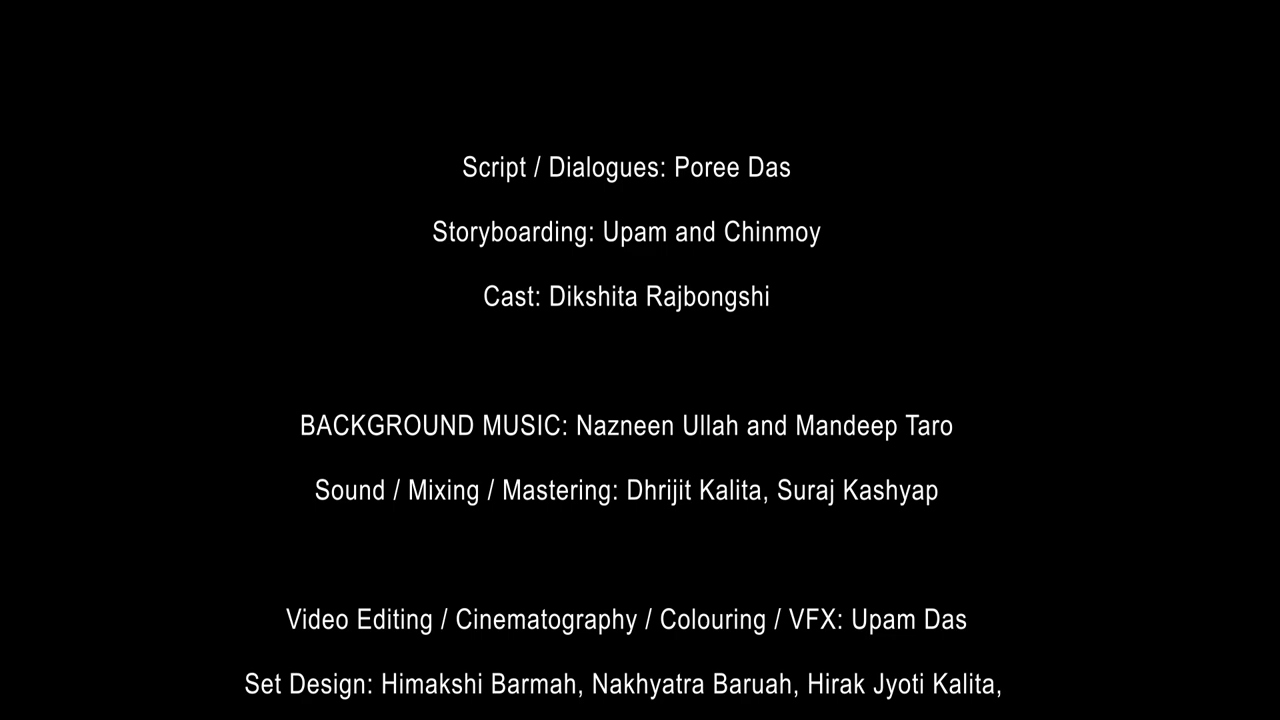 Script / Dialogues: Poree Das
Storyboarding: Upam and Chinmoy
Cast: Dikshita Rajbongshi
BACKGROUND MUSIC: Nazneen Ullah and Mandeep Taro
Sound / Mixing / Mastering: Dhrijit Kalita, Suraj Kashyap
Video Editing / Cinematography / Colouring / VFX: Upam Das
Set Design: Himakshi Barmah, Nakhyatra Baruah, Hirak Jyoti Kalita,